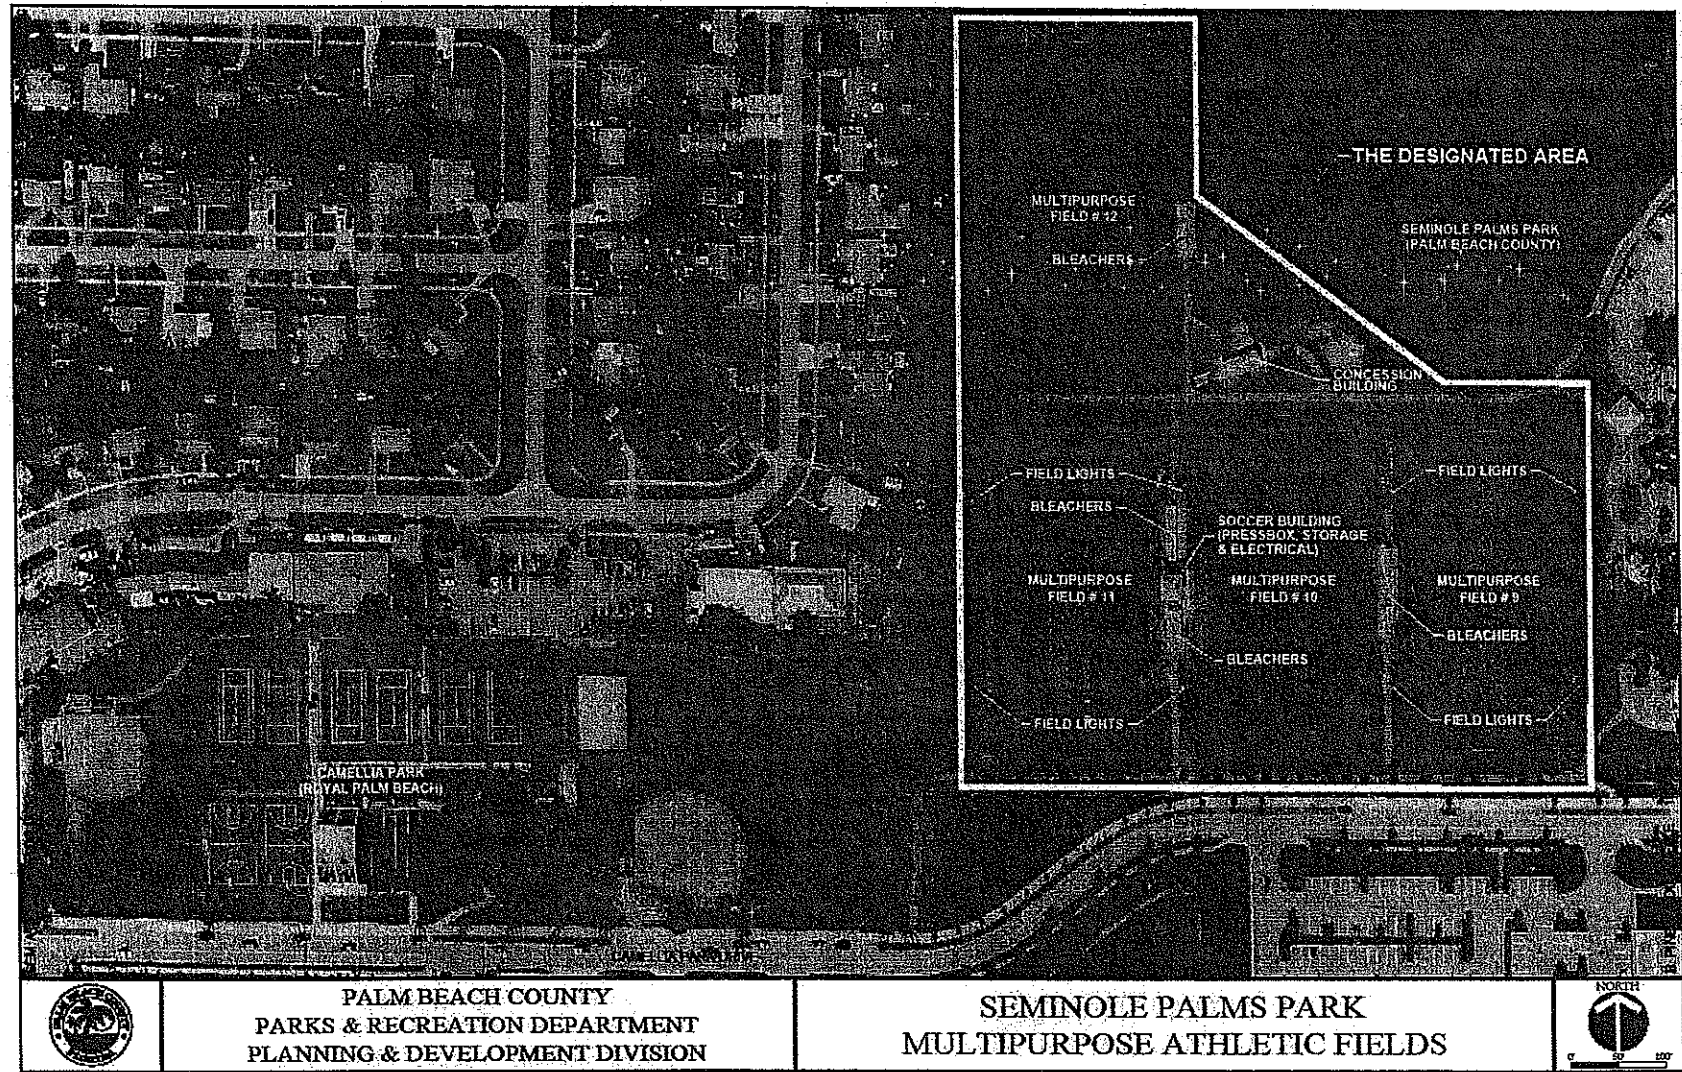 THE DESIGNATED AREA
MULTIPURPOSE
FIELD # 12
BLEACHERS
SEMINOLE PALMS PARK
(PALM BEACH COUNTY)
CONCESSION
BUILDING
FIELD LIGHTS
FIELD LIGHTS
BLEACHERS
SOCCER BUILDING
(PRESSBOX, STORAGE
& ELECTRICAL)
MULTIPURPOSE
FIELD # 11
MULTIPURPOSE
FIELD # 10
MULTIPURPOSE
FIELD # 9
BLEACHERS
BLEACHERS
FIELD LIGHTS
FIELD LIGHTS
CAMELLIA PARK
(ROYAL PALM BEACH)
PALM BEACH COUNTY
PARKS & RECREATION DEPARTMENT
PLANNING & DEVELOPMENT DIVISION
SEMINOLE PALMS PARK
MULTIPURPOSE ATHLETIC FIELDS
NORTH
0' 50' 100'